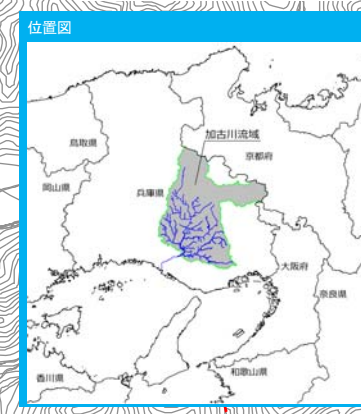 位置図
加古川流域
鳥取県
京都府
岡山県
兵庫県
大阪府
奈良県
香川県
和歌山県